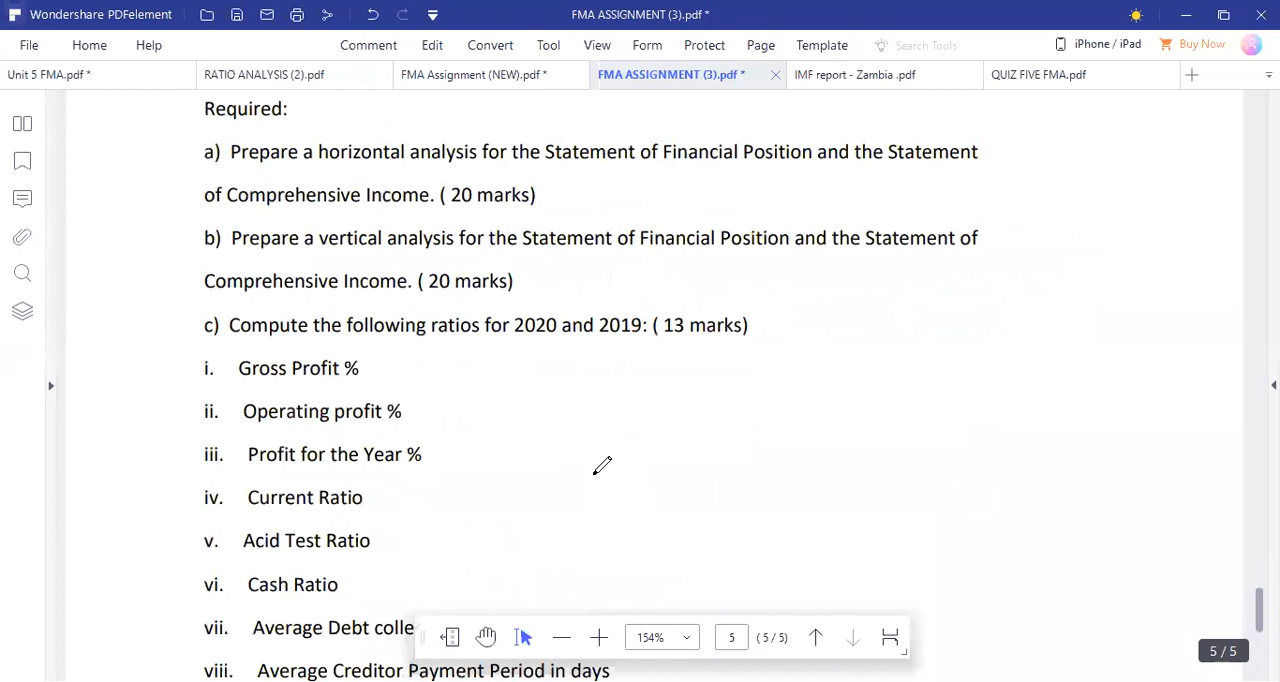 Wondershare PDFelement
FMA ASSIGNMENT (3).pdf *
File Home Help Comment Edit Convert Tool View Form Protect Page Template Search Tools iPhone / iPad Buy Now
Unit 5 FMA.pdf * RATIO ANALYSIS (2).pdf FMA Assignment (NEW).pdf * FMA ASSIGNMENT (3).pdf * IMF report - Zambia .pdf QUIZ FIVE FMA.pdf
Required:
a) Prepare a horizontal analysis for the Statement of Financial Position and the Statement
of Comprehensive Income. ( 20 marks)
b) Prepare a vertical analysis for the Statement of Financial Position and the Statement of
Comprehensive Income. ( 20 marks)
c) Compute the following ratios for 2020 and 2019: ( 13 marks)
i. Gross Profit %
ii. Operating profit %
iii. Profit for the Year %
iv. Current Ratio
v. Acid Test Ratio
vi. Cash Ratio
vii. Average Debt colle
154% 5 (5 / 5)
5 / 5
viii. Average Creditor Payment Period in days